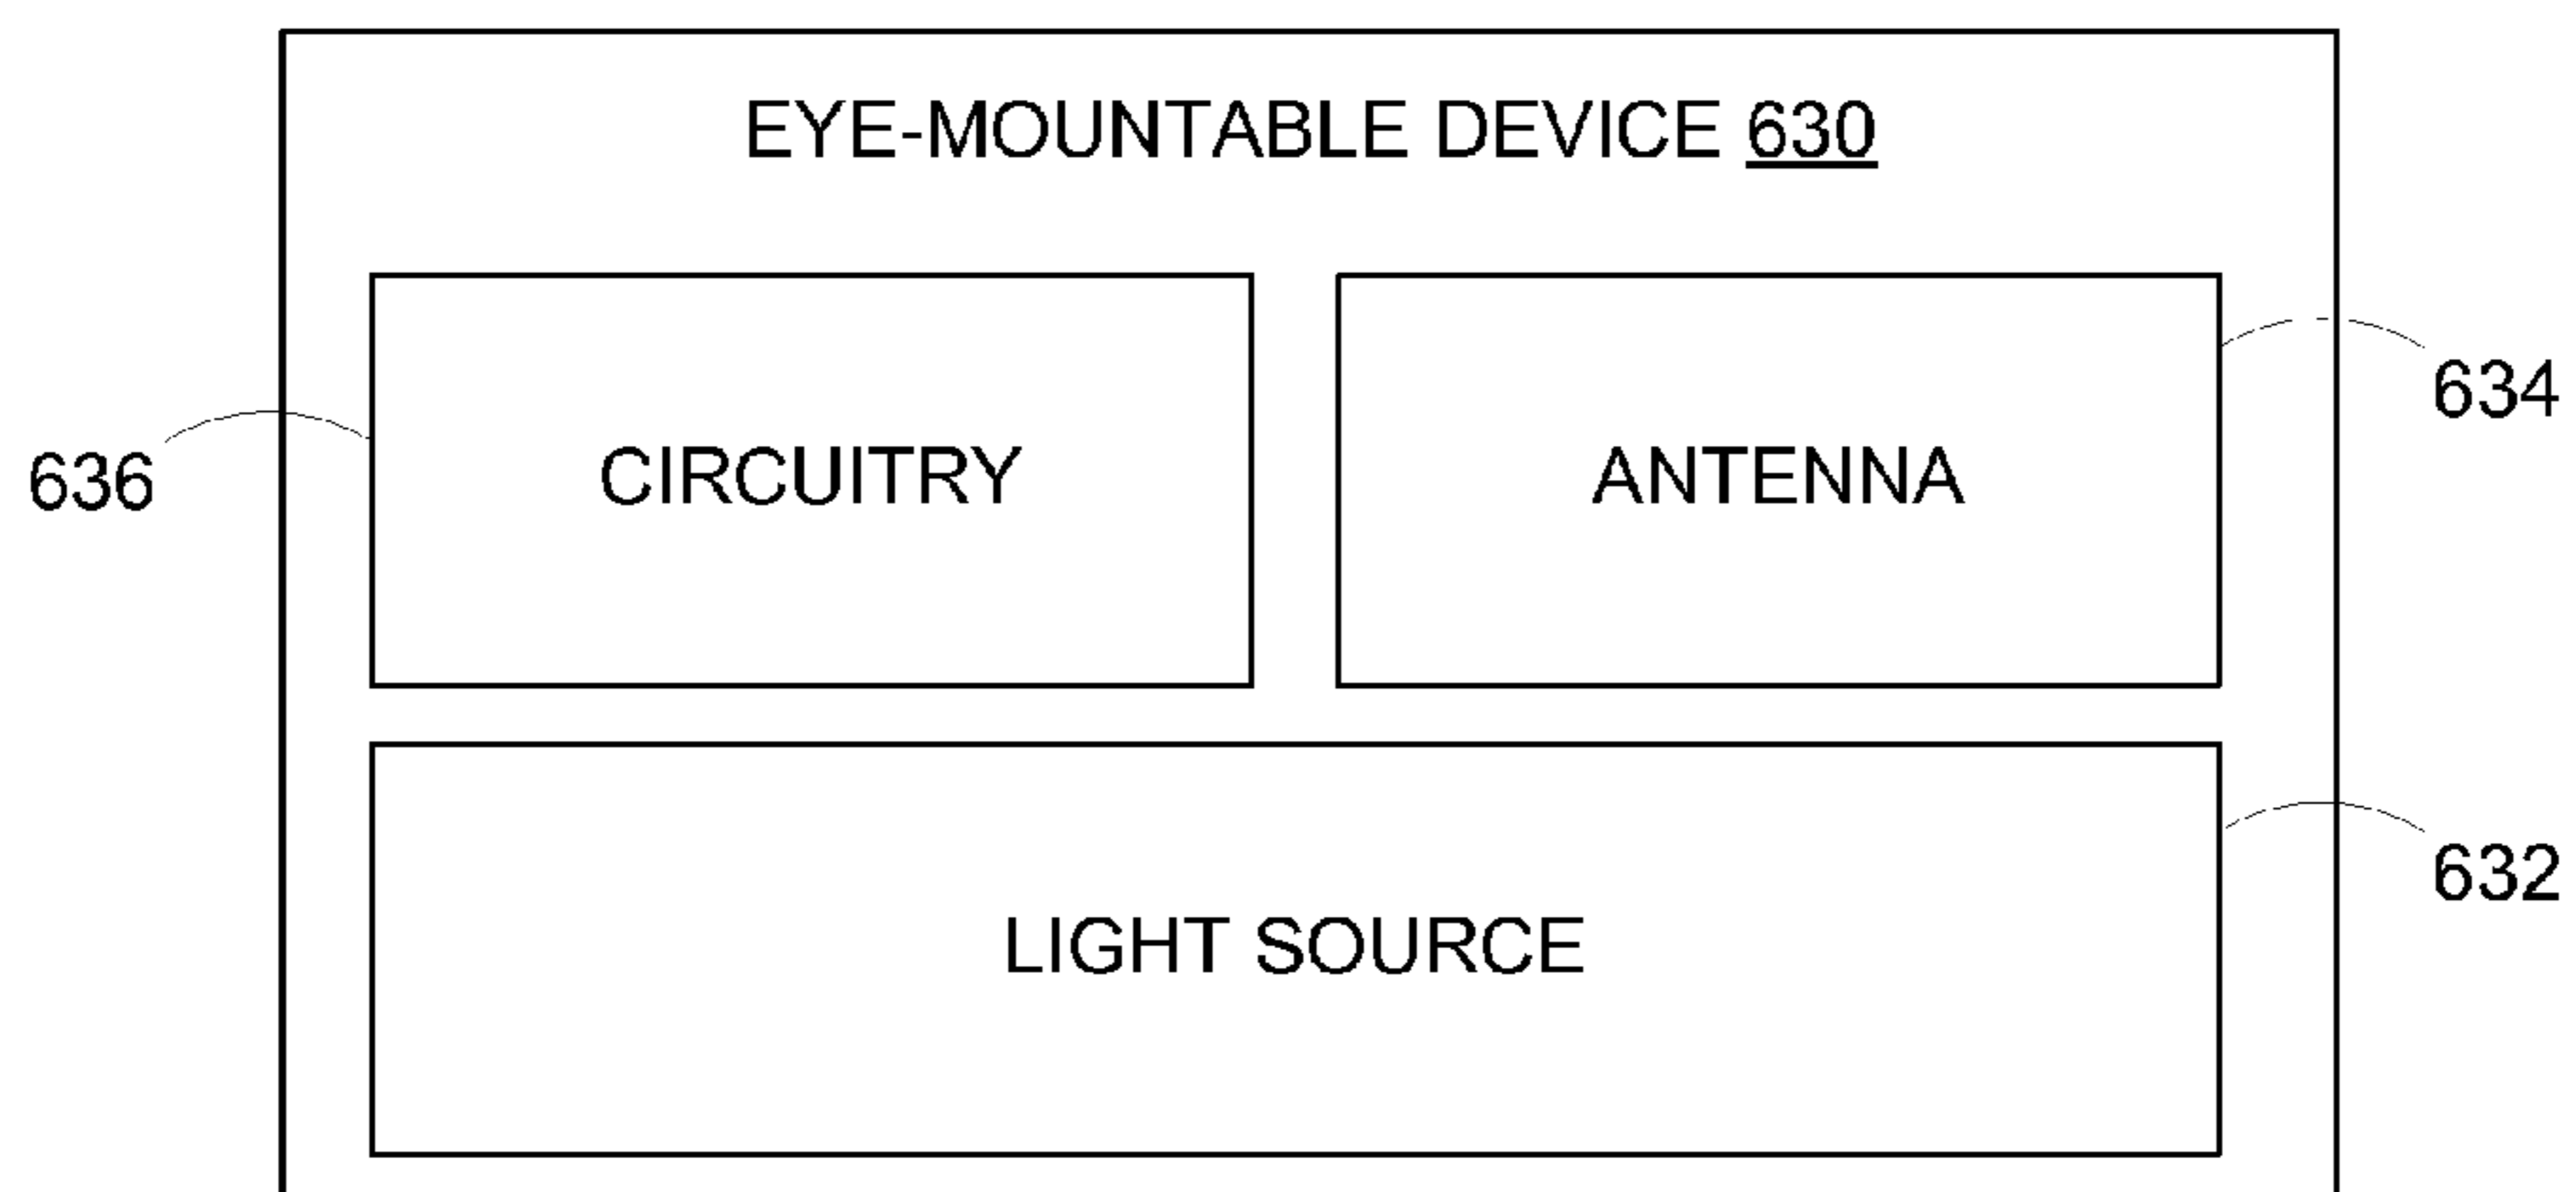 EYE-MOUNTABLE DEVICE 630
634
636
CIRCUITRY
ANTENNA
632
LIGHT SOURCE